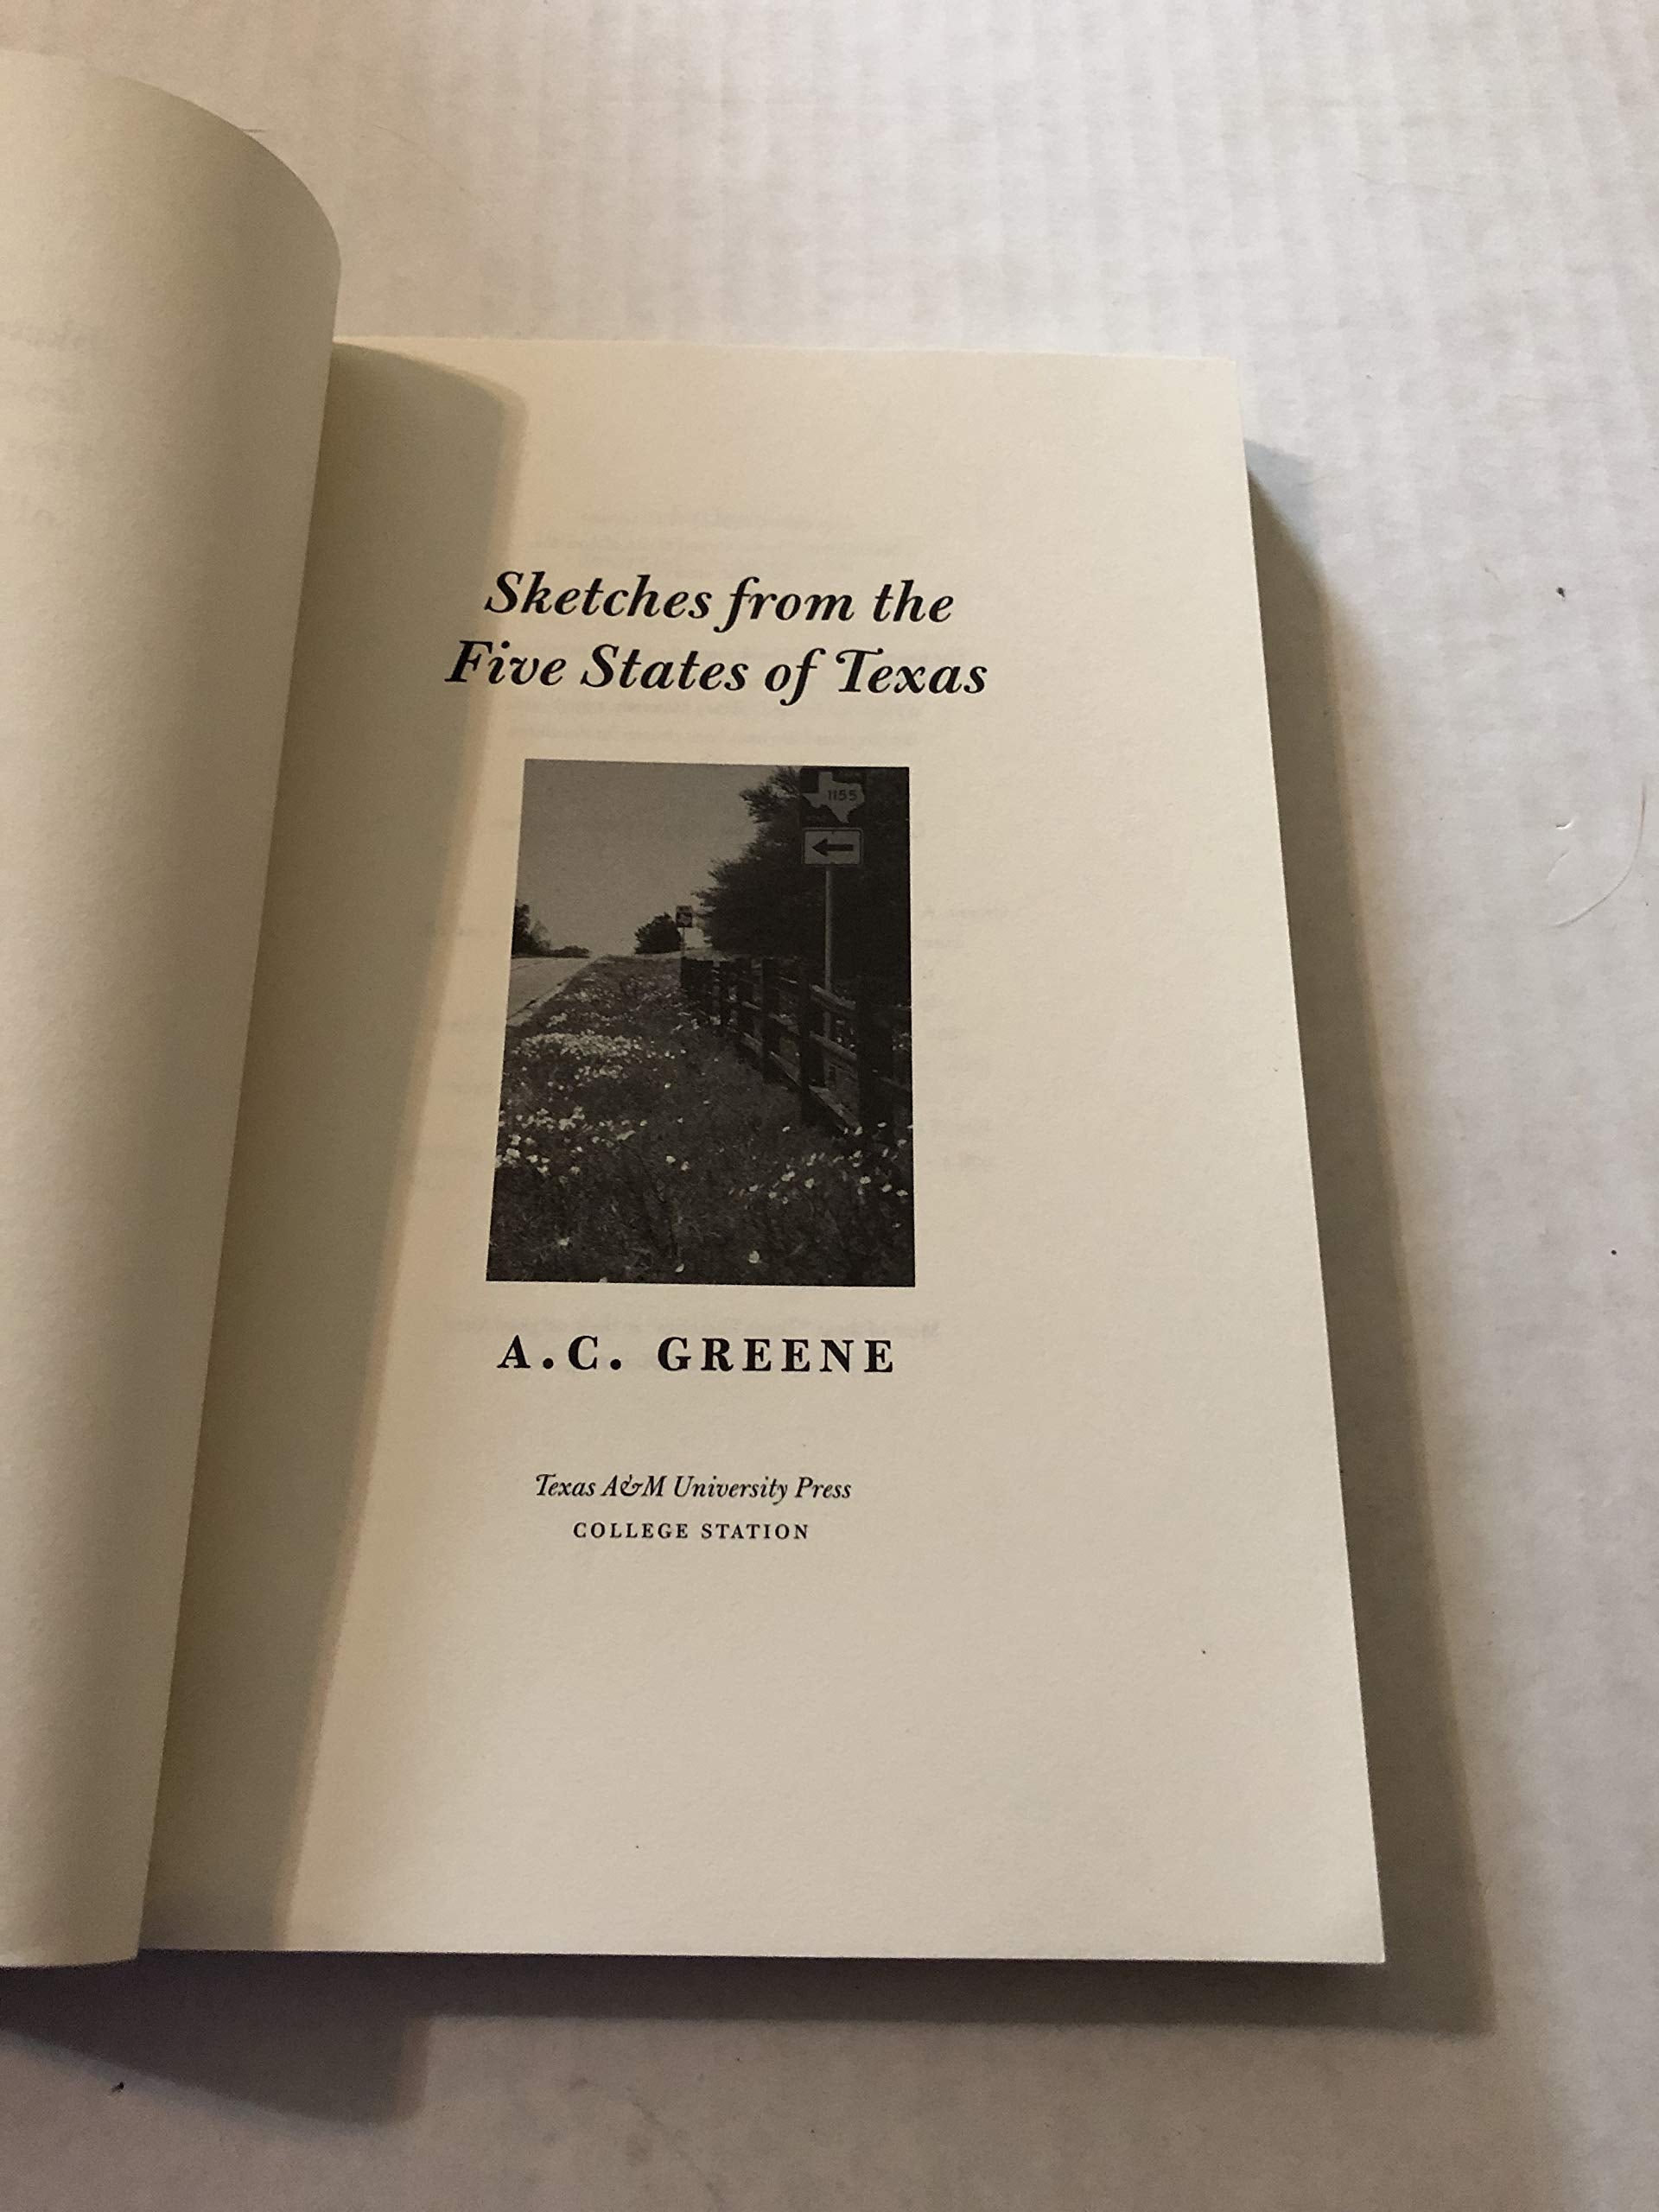 Sketches from the
Five States of Texas
1155
A.C. GREENE
Texas A&M University Press
COLLEGE STATION